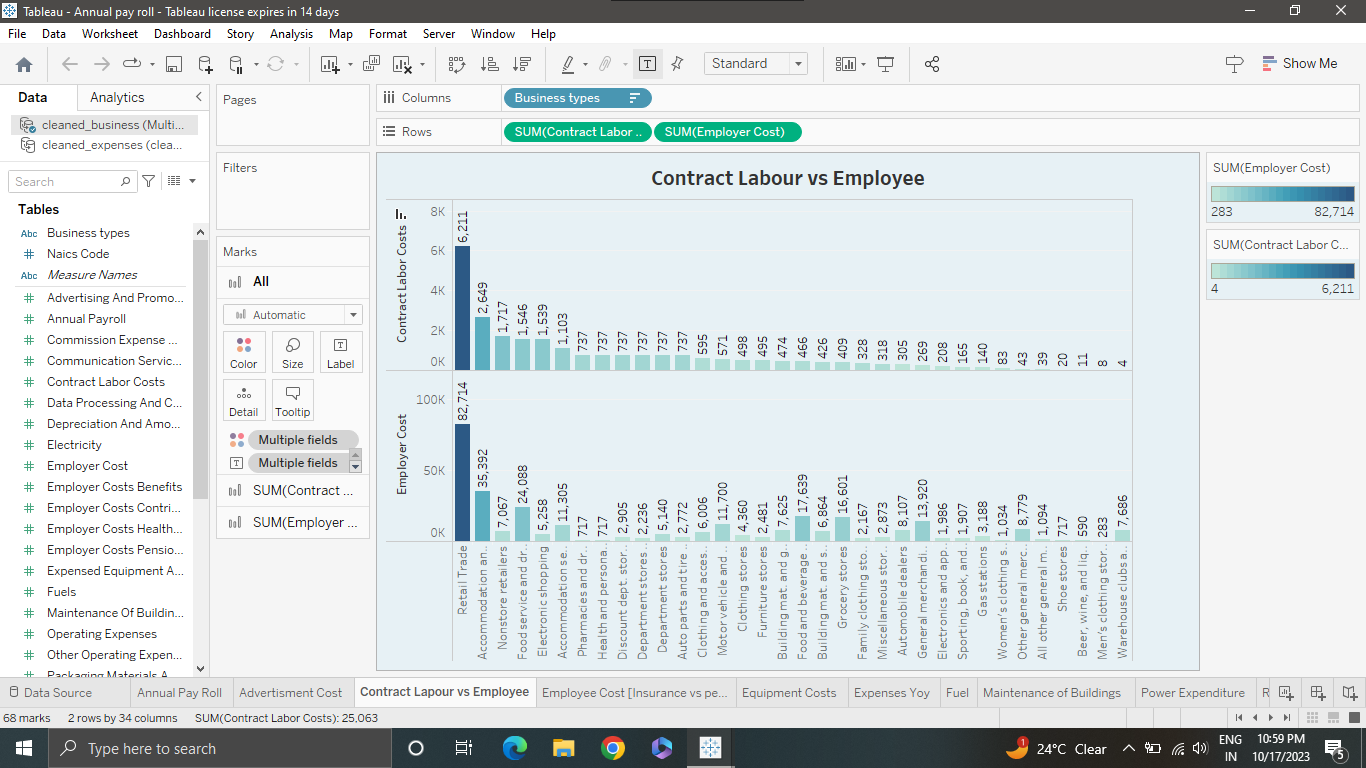 Tableau - Annual pay roll - Tableau license expires in 14 days
File Data Worksheet Dashboard Story Analysis Map Format Server Window Help
Standard
Show Me
Data Analytics
cleaned_business (Multi...
cleaned_expenses (clea...
Search
Tables
Business types
Naics Code
Measure Names
Advertising And Promo...
Annual Payroll
Commission Expense ...
Communication Servic...
Contract Labor Costs
Data Processing And C...
Depreciation And Amo...
Electricity
Employer Cost
Employer Costs Benefits
Employer Costs Contri...
Employer Costs Health...
Employer Costs Pensio...
Expensed Equipment A...
Fuels
Maintenance Of Buildin...
Operating Expenses
Other Operating Expen...
Packaging Materials A...
Pages
Filters
Marks
All
Automatic
Color Size Label
Detail Tooltip
Multiple fields
Multiple fields
SUM(Contract ...
SUM(Employer ...
Columns Business types
Rows SUM(Contract Labor .. SUM(Employer Cost)
Contract Labour vs Employee
Contract Labor Costs
8K
6K
4K
2K
0K
6,211 2,649 1,717 1,546 1,539 1,103 737 737 737 737 737 737 595 571 498 495 474 466 426 409 328 318 305 269 208 165 140 83 43 39 20 11 8 4
Employer Cost
100K
50K
0K
82,714 35,392 7,067 24,088 5,258 11,305 717 717 2,905 2,236 5,140 2,772 6,006 11,700 4,360 2,481 7,625 17,639 6,864 16,601 2,167 2,873 8,107 13,920 1,986 1,907 3,188 1,034 8,779 1,094 717 590 283 7,686
Retail Trade
Accommodation an..
Nonstore retailers
Food service and dr..
Electronic shopping
Accommodation se..
Pharmacies and dr..
Health and persona..
Discount dept. stor..
Department stores ..
Department stores
Auto parts and tire ..
Clothing and acces..
Motor vehicle and ..
Clothing stores
Furniture stores
Building mat. and g..
Food and beverage ..
Building mat. and s..
Grocery stores
Family clothing sto..
Miscellaneous stor..
Automobile dealers
General merchandi..
Electronics and app..
Sporting, book, and..
Gas stations
Women's clothing s..
Other general merc..
All other general m..
Shoe stores
Beer, wine, and liq..
Men's clothing stor..
Warehouse clubs a..
SUM(Employer Cost)
283 82,714
SUM(Contract Labor C...
4 6,211
Data Source Annual Pay Roll Advertisment Cost Contract Lapour vs Employee Employee Cost [Insurance vs pe... Equipment Costs Expenses Yoy Fuel Maintenance of Buildings Power Expenditure R
68 marks 2 rows by 34 columns SUM(Contract Labor Costs): 25,063
Type here to search
1
24°C Clear
ENG
IN
10:59 PM
10/17/2023
5